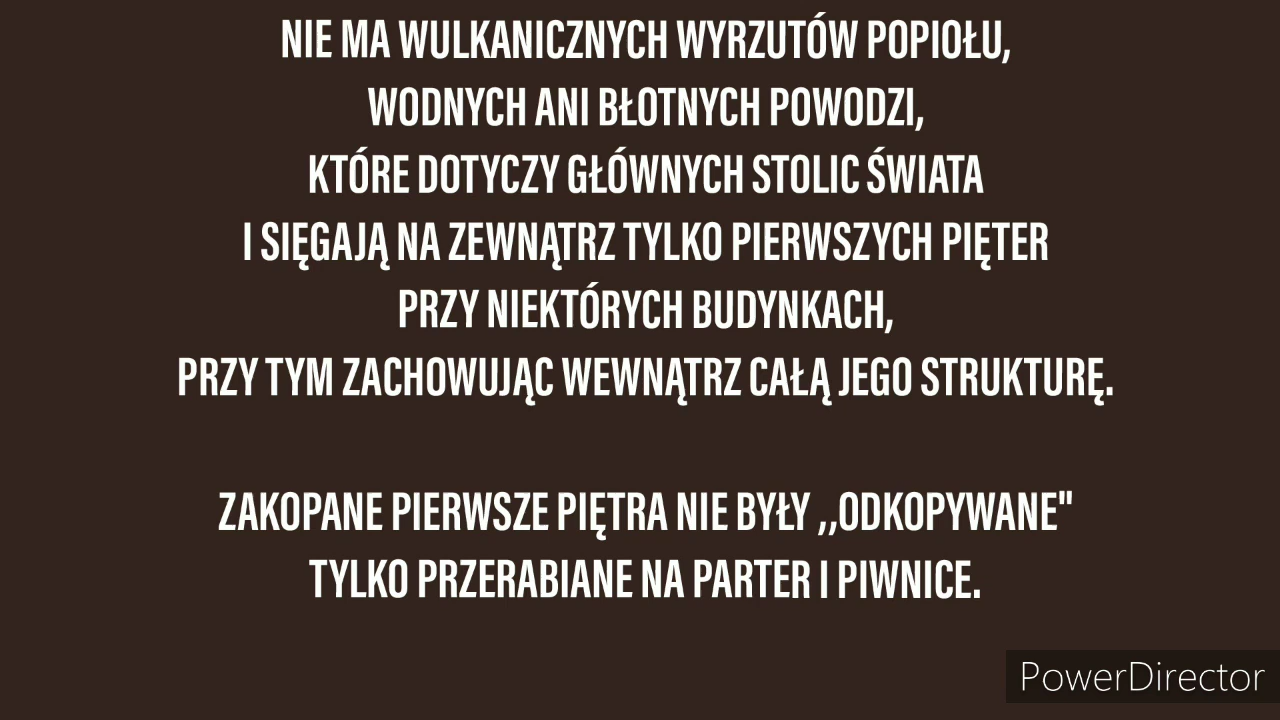 NIE MA WULKANICZNYCH WYRZUTÓW POPIOŁU,
WODNYCH ANI BŁOTNYCH POWODZI,
KTÓRE DOTYCZY GŁÓWNYCH STOLIC ŚWIATA
I SIĘGAJĄ NA ZEWNĄTRZ TYLKO PIERWSZYCH PIĘTER
PRZY NIEKTÓRYCH BUDYNKACH,
PRZY TYM ZACHOWUJĄC WEWNĄTRZ CAŁĄ JEGO STRUKTURĘ.
ZAKOPANE PIERWSZE PIĘTRA NIE BYŁY ,,ODKOPYWANE"
TYLKO PRZERABIANE NA PARTER I PIWNICE.
PowerDirector